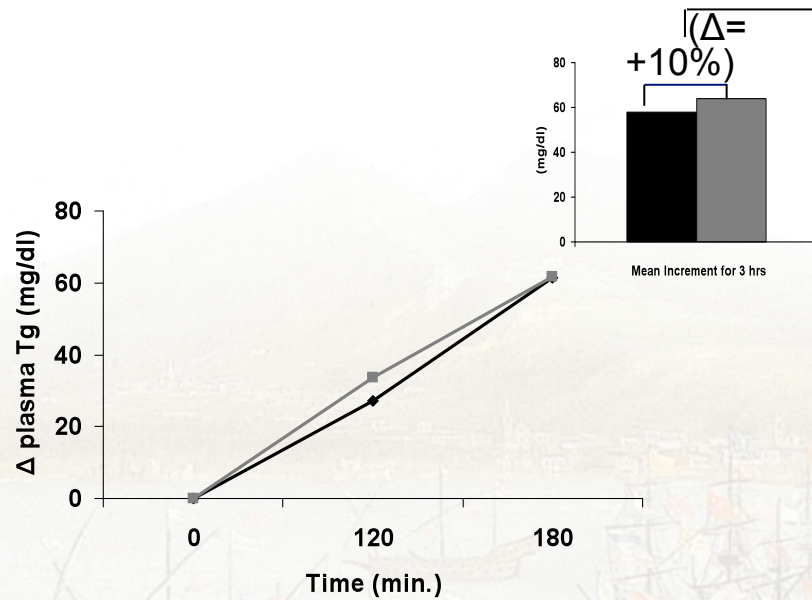 (Δ=
+10%)
80
60
40
20
0
(mg/dl)
Mean Increment for 3 hrs
80
60
40
20
0
Δ plasma Tg (mg/dl)
0 120 180
Time (min.)